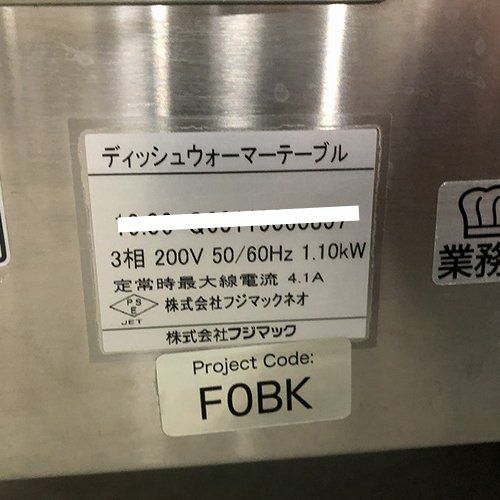 ディッシュウォーマーテーブル
3相 200V 50/60Hz 1.10kW
定常時最大線電流 4.1A
PS
E
JET
株式会社フジマックネオ
株式会社フジマック
Project Code:
F0BK
業務